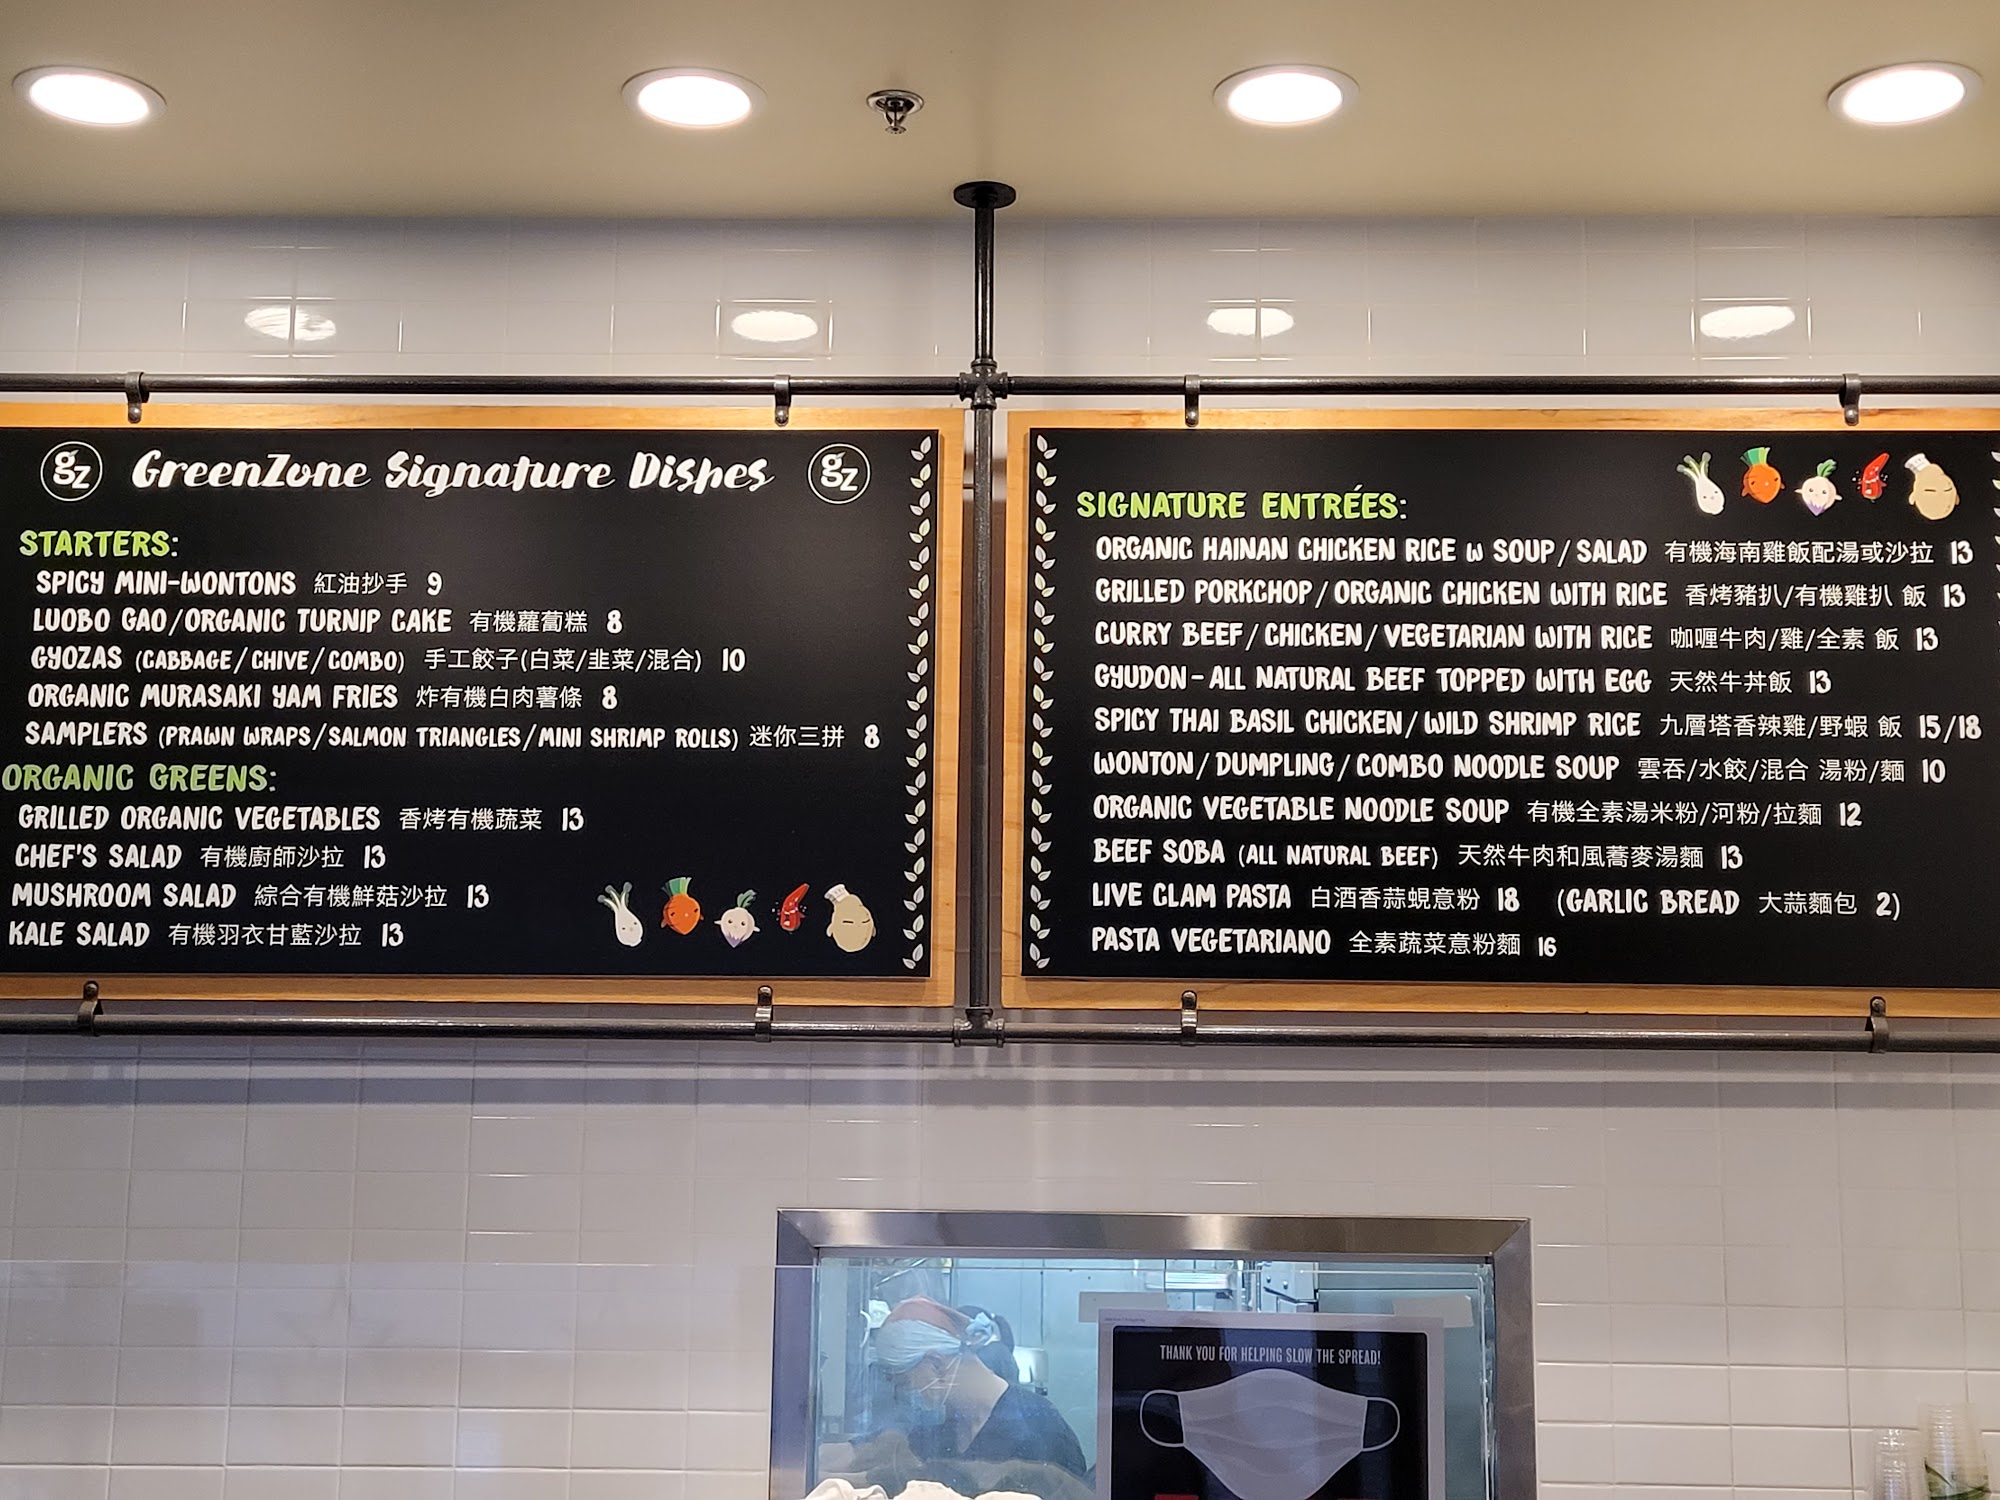 gz GreenZone Signature Dishes gz
STARTERS:
SPICY MINI-WONTONS 紅油抄手 9
LUOBO GAO/ORGANIC TURNIP CAKE 有機蘿蔔糕 8
GYOZAS (CABBAGE/CHIVE/COMBO) 手工餃子(白菜/韭菜/混合) 10
ORGANIC MURASAKI YAM FRIES 炸有機白肉薯條 8
SAMPLERS (PRAWN WRAPS/SALMON TRIANGLES/MINI SHRIMP ROLLS) 迷你三拼 8
ORGANIC GREENS:
GRILLED ORGANIC VEGETABLES 香烤有機蔬菜 13
CHEF'S SALAD 有機廚師沙拉 13
MUSHROOM SALAD 綜合有機鮮菇沙拉 13
KALE SALAD 有機羽衣甘藍沙拉 13
SIGNATURE ENTRÉES:
ORGANIC HAINAN CHICKEN RICE W SOUP/SALAD 有機海南雞飯配湯或沙拉 13
GRILLED PORKCHOP/ORGANIC CHICKEN WITH RICE 香烤豬扒/有機雞扒 飯 13
CURRY BEEF/CHICKEN/VEGETARIAN WITH RICE 咖喱牛肉/雞/全素 飯 13
GYUDON-ALL NATURAL BEEF TOPPED WITH EGG 天然牛丼飯 13
SPICY THAI BASIL CHICKEN/WILD SHRIMP RICE 九層塔香辣雞/野蝦 飯 15/18
WONTON/DUMPLING/COMBO NOODLE SOUP 雲吞/水餃/混合 湯粉/麵 10
ORGANIC VEGETABLE NOODLE SOUP 有機全素湯米粉/河粉/拉麵 12
BEEF SOBA (ALL NATURAL BEEF) 天然牛肉和風蕎麥湯麵 13
LIVE CLAM PASTA 白酒香蒜蜆意粉 18 (GARLIC BREAD 大蒜麵包 2)
PASTA VEGETARIANO 全素蔬菜意粉麵 16
THANK YOU FOR HELPING SLOW THE SPREAD!